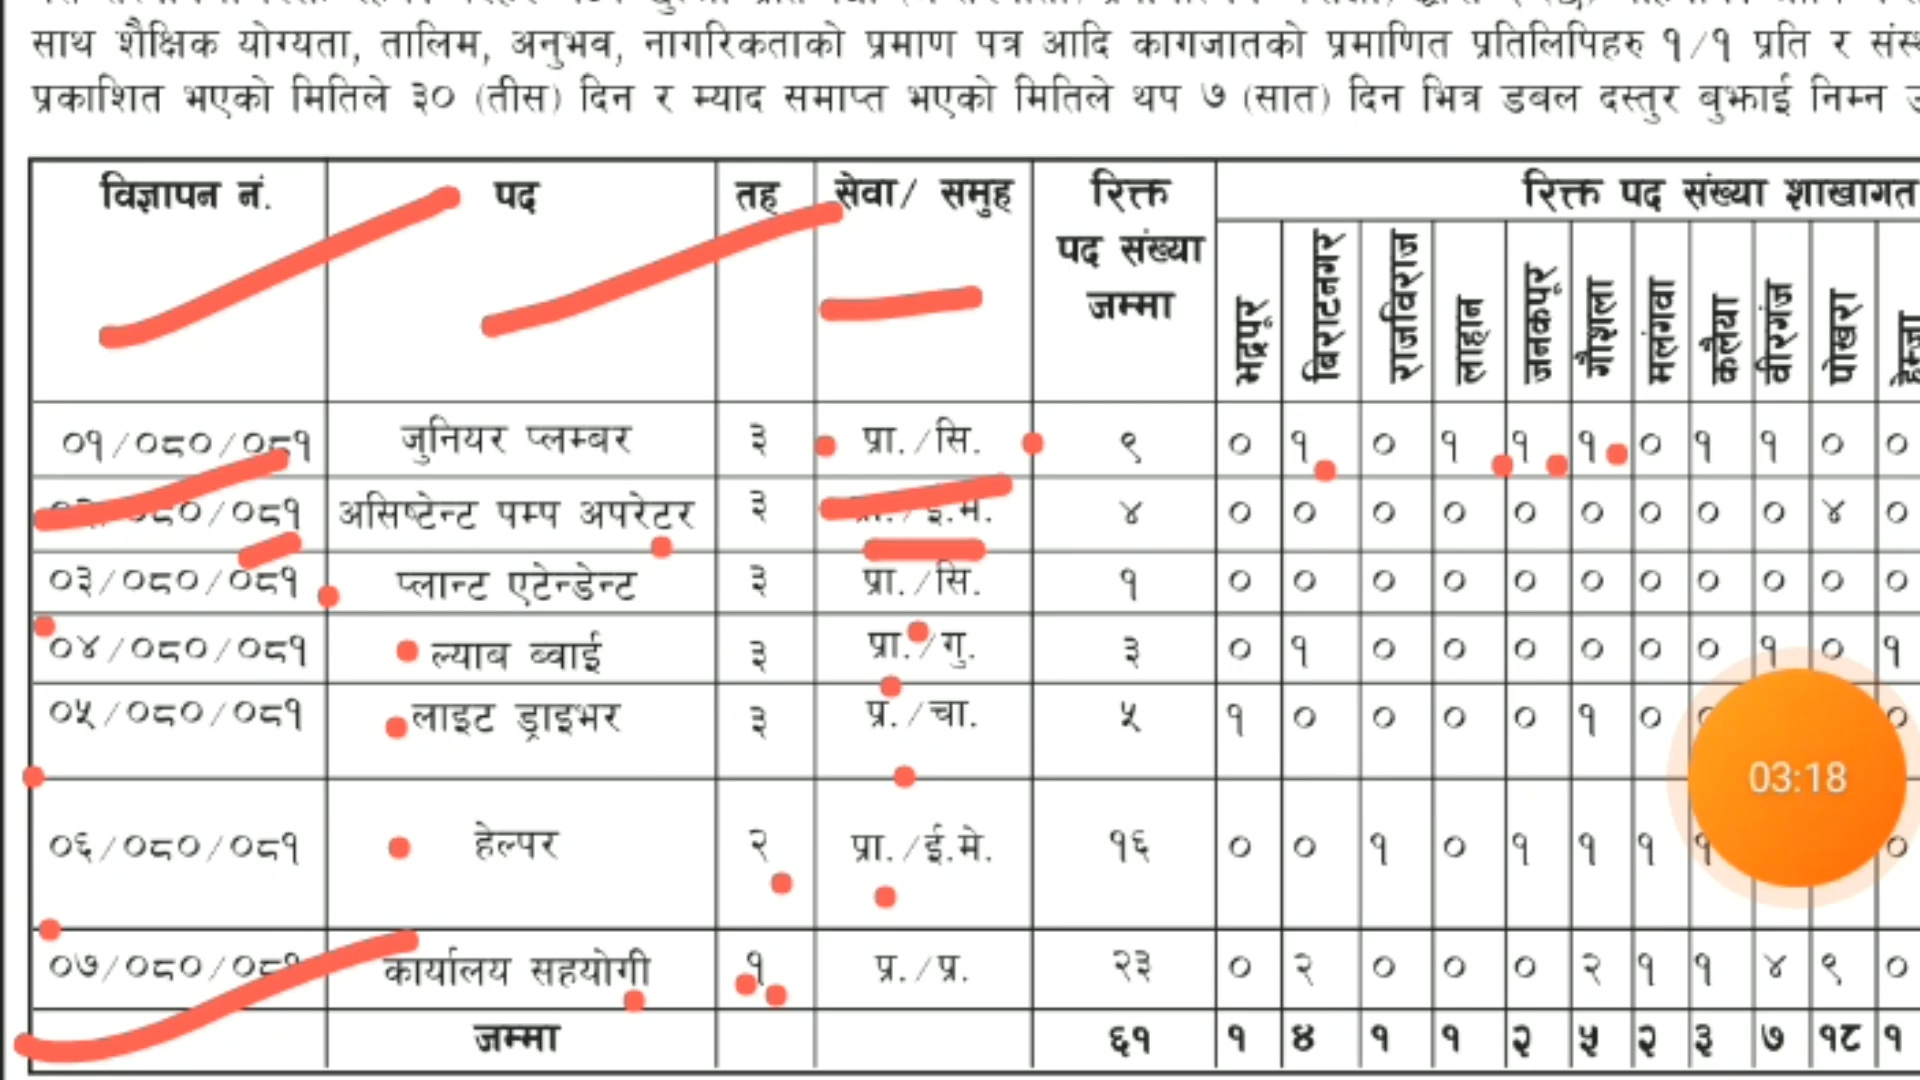 साथ शैक्षिक योग्यता, तालिम, अनुभव, नागरिकताको प्रमाण पत्र आदि कागजातको प्रमाणित प्रतिलिपिहरु १/१ प्रति र
प्रकाशित भएको मितिले ३० (तीस) दिन र म्याद समाप्त भएको मितिले थप ७ (सात) दिन भित्र डबल दस्तुर बुझाई निम्न
विज्ञापन नं. पद तह सेवा/ समुह रिक्त पद संख्या जम्मा रिक्त पद संख्या शाखागत
भद्रपूर बिराटनगर राजविराज लाहान जनकपूर गौशला मलंगवा कलैया वीरगंज पोखरा
०१/०८०/०८१ जुनियर प्लम्बर ३ प्रा./सि. ९ ० १ ० १ १ १ ० १ १ ० ०
/०८१ असिष्टेन्ट पम्प अपरेटर ३ ४ ० ० ० ० ० ० ० ० ० ४ ०
०३/०८०/०८१ प्लान्ट एटेन्डेन्ट ३ प्रा./सि. १ ० ० ० ० ० ० ० ० ० ० ०
०४/०८०/०८१ ल्याब ब्वाई ३ प्रा./गु. ३ ० १ ० ० ० ० ० ० १ ० १
०५/०८०/०८१ लाइट ड्राइभर ३ प्र./चा. ५ १ ० ० ० ० १ ०
03:18
०६/०८०/०८१ हेल्पर २ प्रा./ई.मे. १६ ० ० १ ० १ १ १ १ ०
०७/०८०/०८१ कार्यालय सहयोगी १ प्र./प्र. २३ ० २ ० ० ० २ १ १ ४ ९ ०
जम्मा ६१ १ ४ १ १ २ ५ २ ३ ७ १८ १